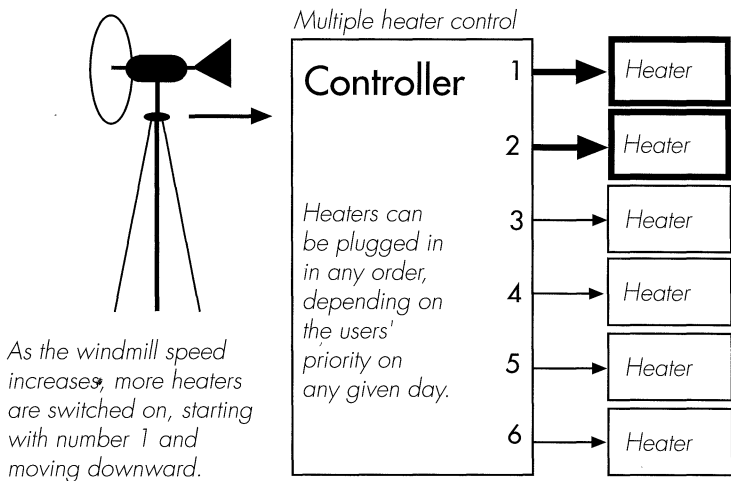 Multiple heater control
Controller
1
Heater
2
Heater
3
Heater
4
Heater
5
Heater
6
Heater
Heaters can
be plugged in
in any order,
depending on
the users'
priority on
any given day.
As the windmill speed
increases, more heaters
are switched on, starting
with number 1 and
moving downward.